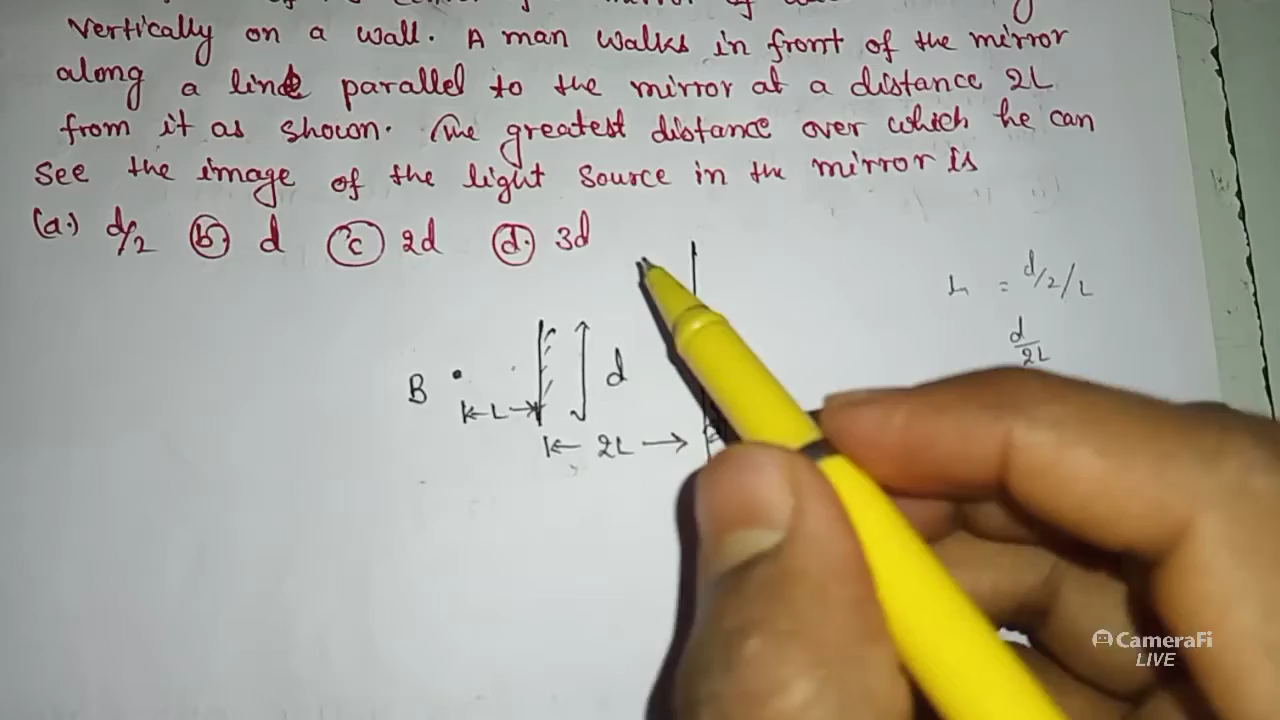 Vertically on a wall. A man walks in front of the mirror
along a line parallel to the mirror at a distance 2L
from it as shown. The greatest distance over which he can
see the image of the light source in the mirror is
(a.) d/2 (b.) d (c) 2d (d.) 3d
= d/2/L
d/2L
B
d
L
2L
CameraFi
LIVE